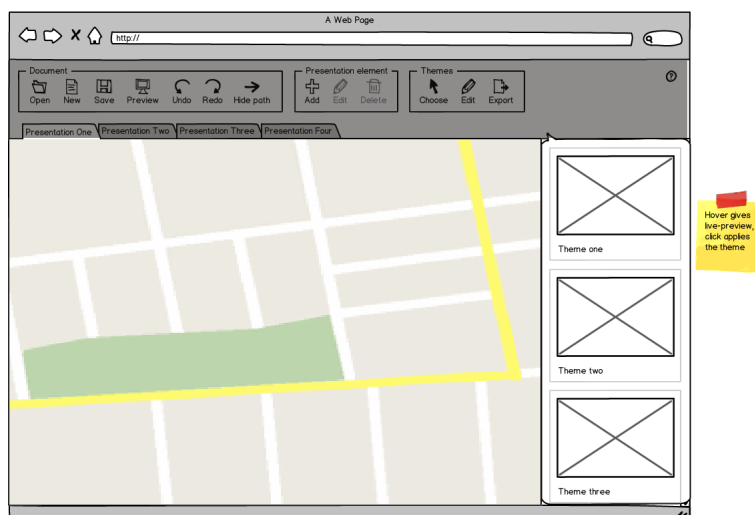 A Web Page
http://
Document
Open New Save Preview Undo Redo Hide path
Presentation element
Add Edit Delete
Themes
Choose Edit Export
?
Presentation One Presentation Two Presentation Three Presentation Four
Theme one
Theme two
Theme three
Hover gives
live-preview,
click applies
the theme